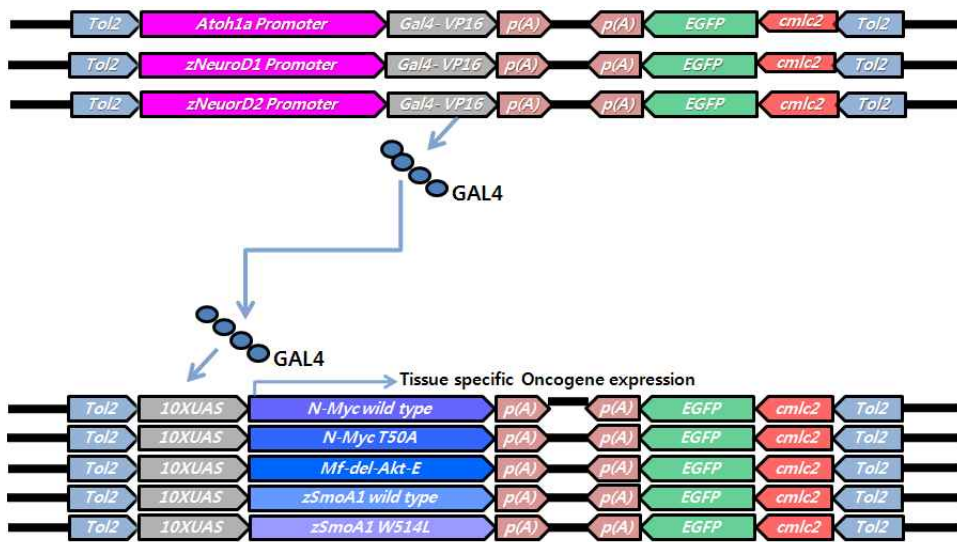 Tol2 Atoh1a Promoter Gal4- VP16 p(A) p(A) EGFP cmlc2 Tol2
Tol2 zNeuroD1 Promoter Gal4- VP16 p(A) p(A) EGFP cmlc2 Tol2
Tol2 zNeuorD2 Promoter Gal4- VP16 p(A) p(A) EGFP cmlc2 Tol2
GAL4
GAL4
Tissue specific Oncogene expression
Tol2 10XUAS N-Myc wild type p(A) p(A) EGFP cmlc2 Tol2
Tol2 10XUAS N-Myc T50A p(A) p(A) EGFP cmlc2 Tol2
Tol2 10XUAS Mf-del-Akt-E p(A) p(A) EGFP cmlc2 Tol2
Tol2 10XUAS zSmoA1 wild type p(A) p(A) EGFP cmlc2 Tol2
Tol2 10XUAS zSmoA1 W514L p(A) p(A) EGFP cmlc2 Tol2